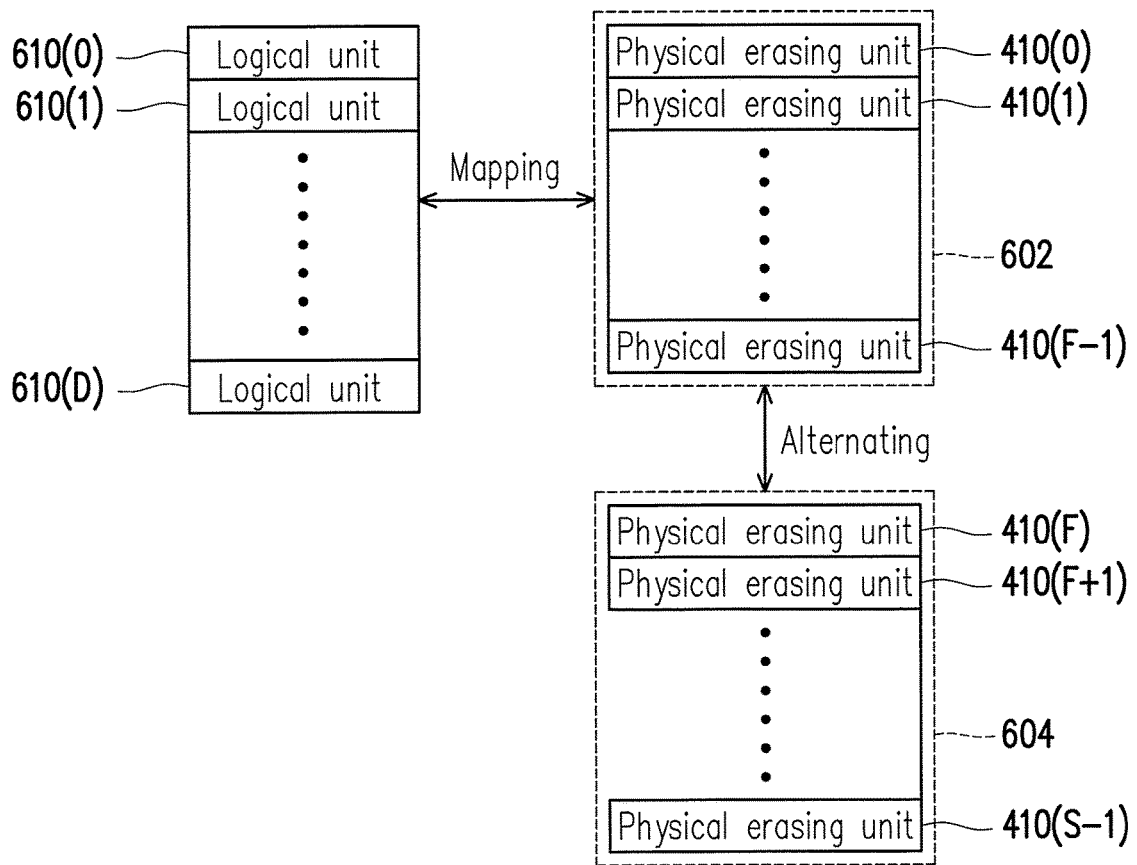 610(0) Logical unit
610(1) Logical unit
610(D) Logical unit
Mapping
Physical erasing unit 410(0)
Physical erasing unit 410(1)
602
Physical erasing unit 410(F-1)
Alternating
Physical erasing unit 410(F)
Physical erasing unit 410(F+1)
604
Physical erasing unit 410(S-1)